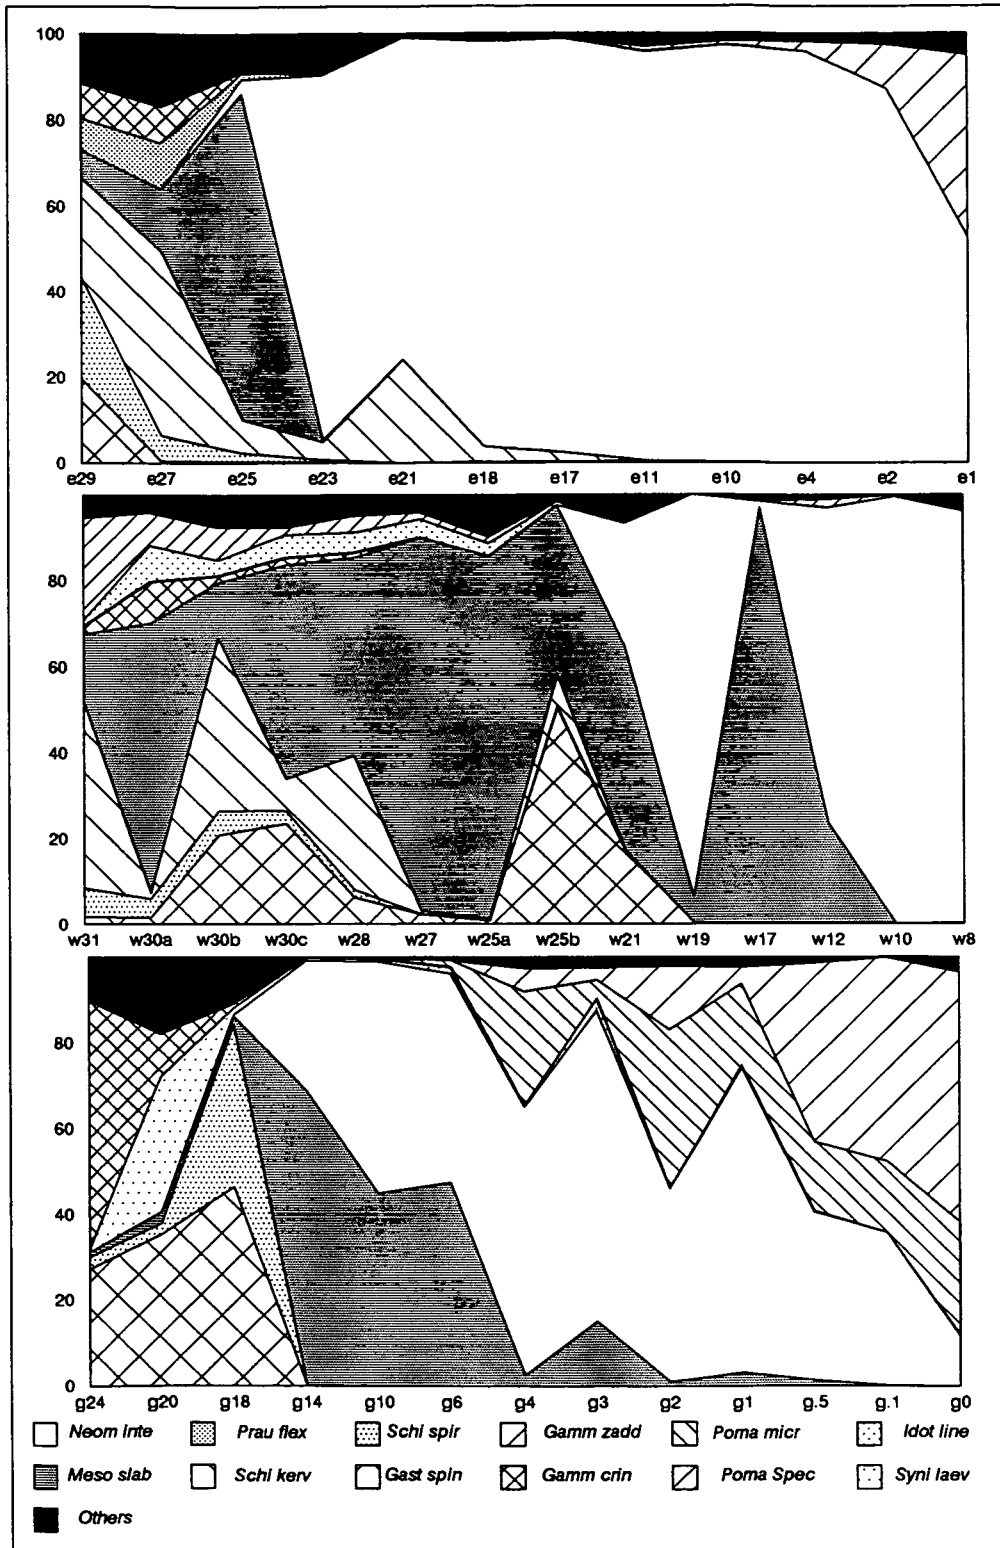 100
80
60
40
20
0
e29 e27 e25 e23 e21 e18 e17 e11 e10 e4 e2 e1
80
60
40
20
0
w31 w30a w30b w30c w28 w27 w25a w25b w21 w19 w17 w12 w10 w8
80
60
40
20
0
g24 g20 g18 g14 g10 g6 g4 g3 g2 g1 g.5 g.1 g0
Neom inte Prau flex Schi spir Gamm zadd Poma micr Idot line
Meso slab Schi kerv Gast spin Gamm crin Poma Spec Syni laev
Others